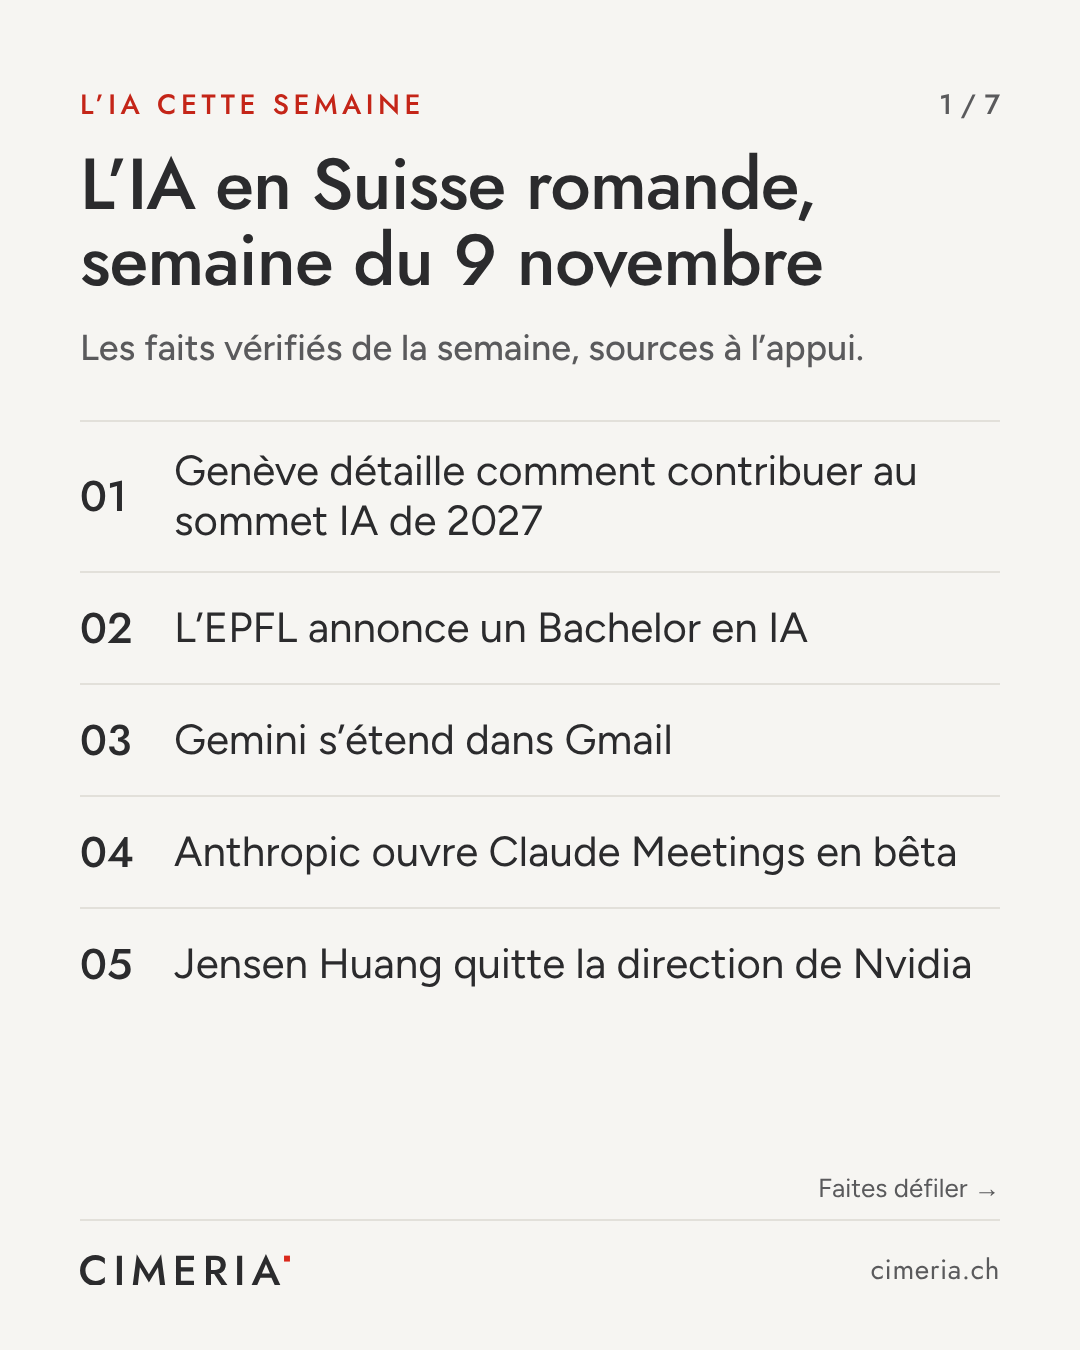 L’IA CETTE SEMAINE
1 / 7
L’IA en Suisse romande,
semaine du 9 novembre
Les faits vérifiés de la semaine, sources à l’appui.
01
Genève détaille comment contribuer au
sommet IA de 2027
02 L’EPFL annonce un Bachelor en IA
03 Gemini s’étend dans Gmail
04 Anthropic ouvre Claude Meetings en bêta
05 Jensen Huang quitte la direction de Nvidia
Faites défiler →
CIMERIA
cimeria.ch